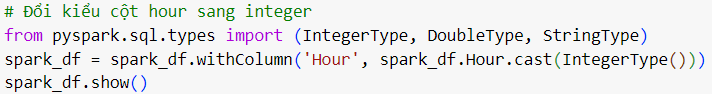 # Đổi kiểu cột hour sang integer
from pyspark.sql.types import (IntegerType, DoubleType, StringType)
spark_df = spark_df.withColumn('Hour', spark_df.Hour.cast(IntegerType()))
spark_df.show()